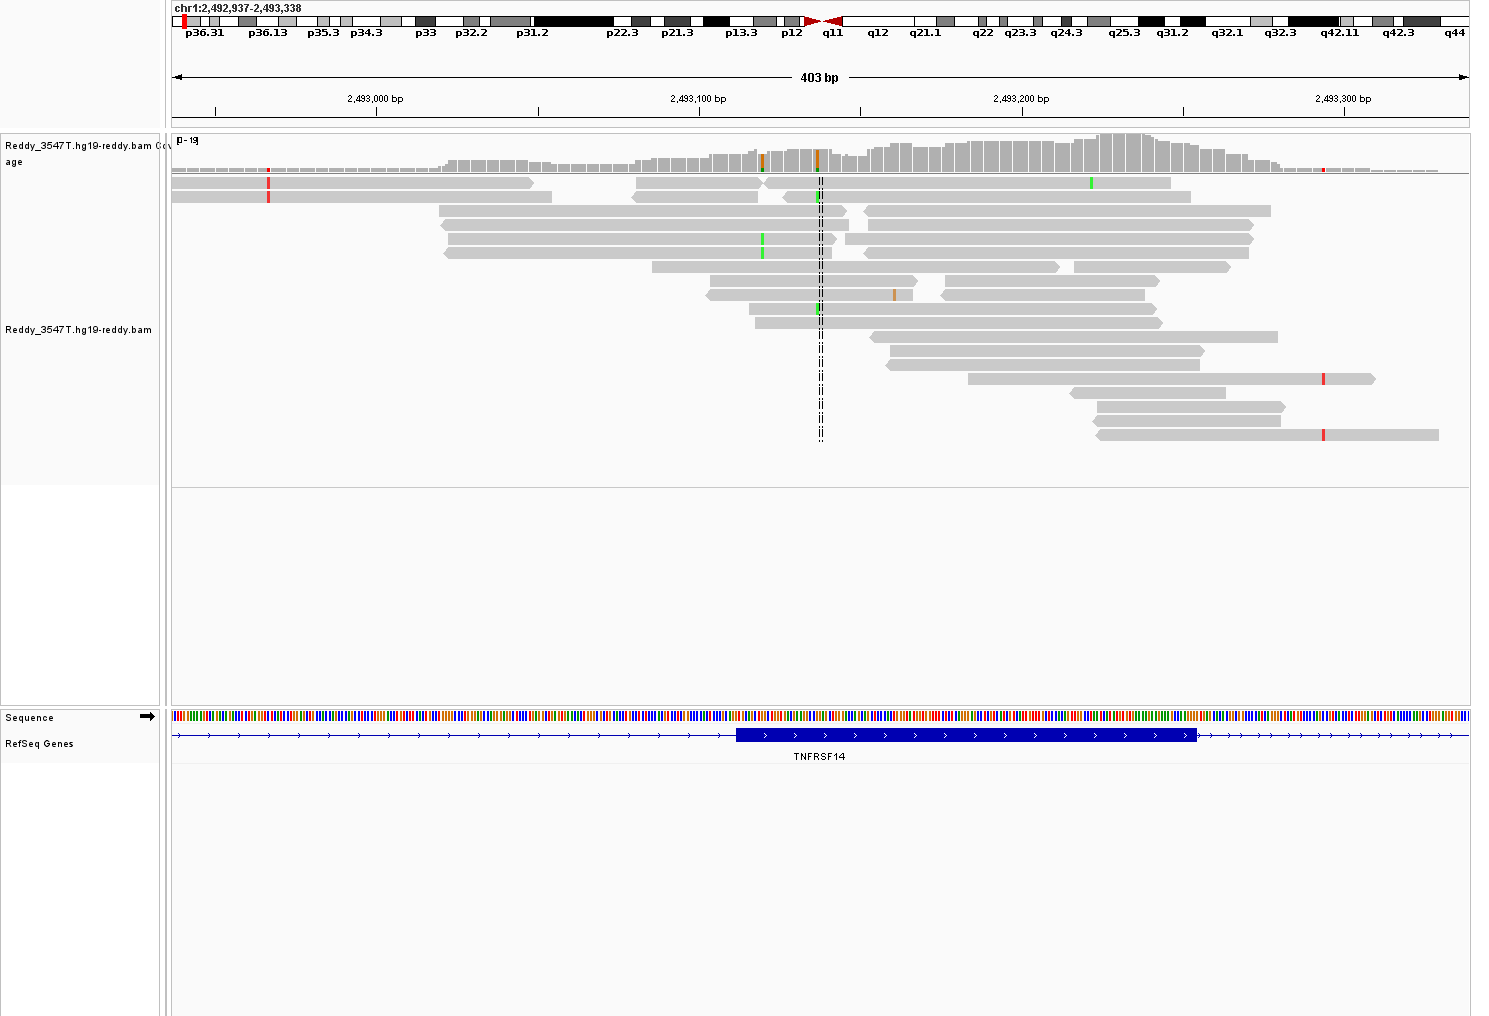 chr1:2,492,937-2,493,338
p36.31 p36.13 p35.3 p34.3 p33 p32.2 p31.2 p22.3 p21.3 p13.3 p12 q11 q12 q21.1 q22 q23.3 q24.3 q25.3 q31.2 q32.1 q32.3 q42.11 q42.3 q44
403 bp
2,493,000 bp 2,493,100 bp 2,493,200 bp 2,493,300 bp
Reddy_3547T.hg19-reddy.bam Cov
age
[0 - 19]
Reddy_3547T.hg19-reddy.bam
Sequence
RefSeq Genes
TNFRSF14